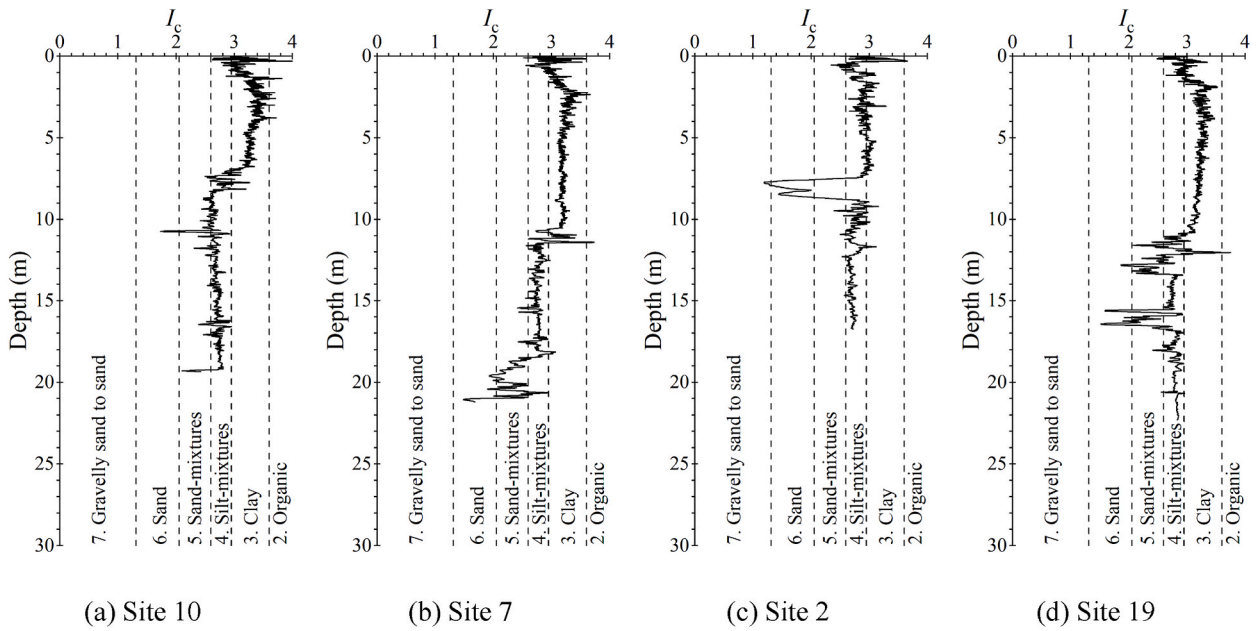 Ic
0 1 2 3 4
0
5
10
15
20
25
30
Depth (m)
7. Gravelly sand to sand
6. Sand
5. Sand-mixtures
4. Silt-mixtures
3. Clay
2. Organic
(a) Site 10
Ic
0 1 2 3 4
0
5
10
15
20
25
30
Depth (m)
7. Gravelly sand to sand
6. Sand
5. Sand-mixtures
4. Silt-mixtures
3. Clay
2. Organic
(b) Site 7
Ic
0 1 2 3 4
0
5
10
15
20
25
30
Depth (m)
7. Gravelly sand to sand
6. Sand
5. Sand-mixtures
4. Silt-mixtures
3. Clay
2. Organic
(c) Site 2
Ic
0 1 2 3 4
0
5
10
15
20
25
30
Depth (m)
7. Gravelly sand to sand
6. Sand
5. Sand-mixtures
4. Silt-mixtures
3. Clay
2. Organic
(d) Site 19